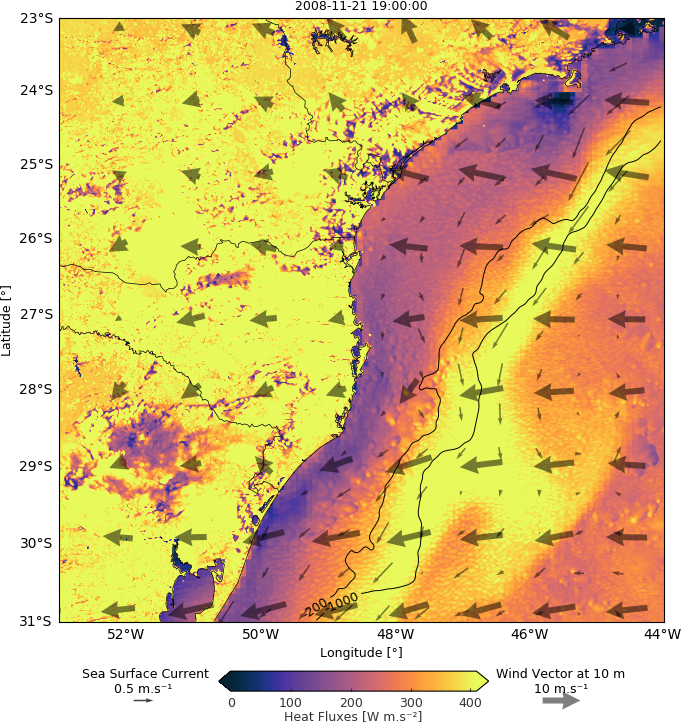 2008-11-21 19:00:00
23°S
24°S
25°S
26°S
27°S
28°S
29°S
30°S
31°S
Latitude [°]
200
1000
52°W 50°W 48°W 46°W 44°W
Longitude [°]
Sea Surface Current
0.5 m.s⁻¹
0 100 200 300 400
Heat Fluxes [W m.s⁻²]
Wind Vector at 10 m
10 m.s⁻¹